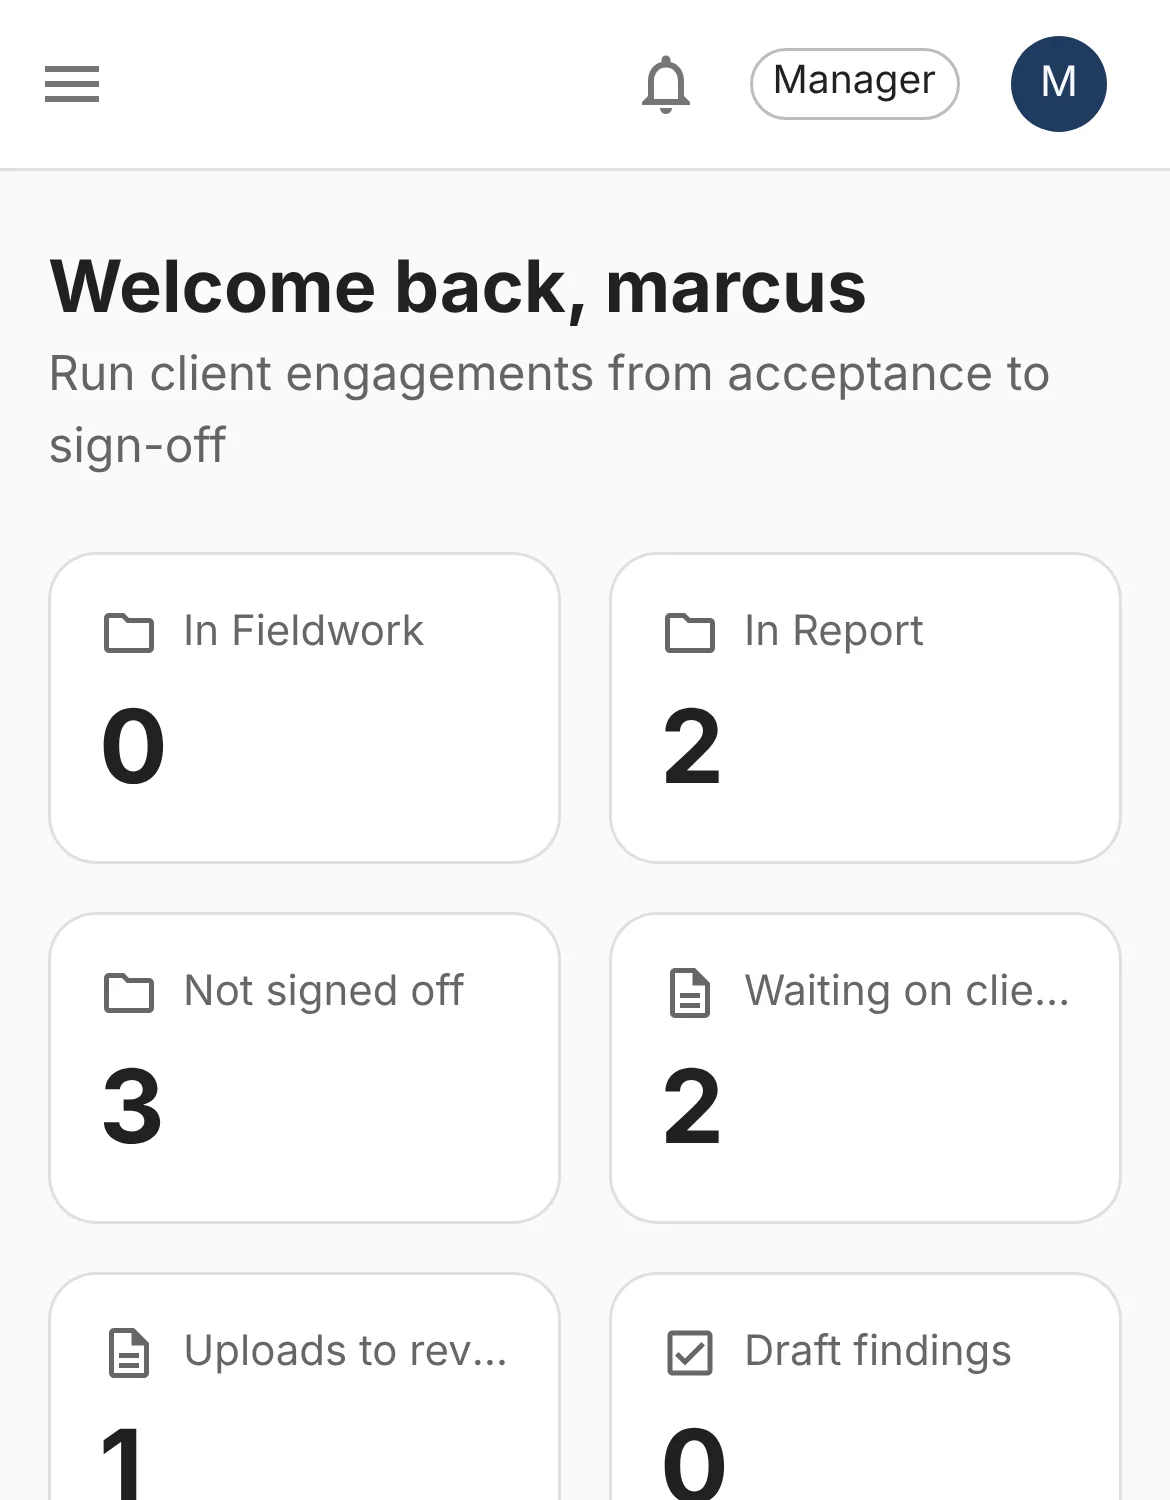 Manager
M
Welcome back, marcus
Run client engagements from acceptance to
sign-off
In Fieldwork
0
In Report
2
Not signed off
3
Waiting on clie...
2
Uploads to rev...
1
Draft findings
0